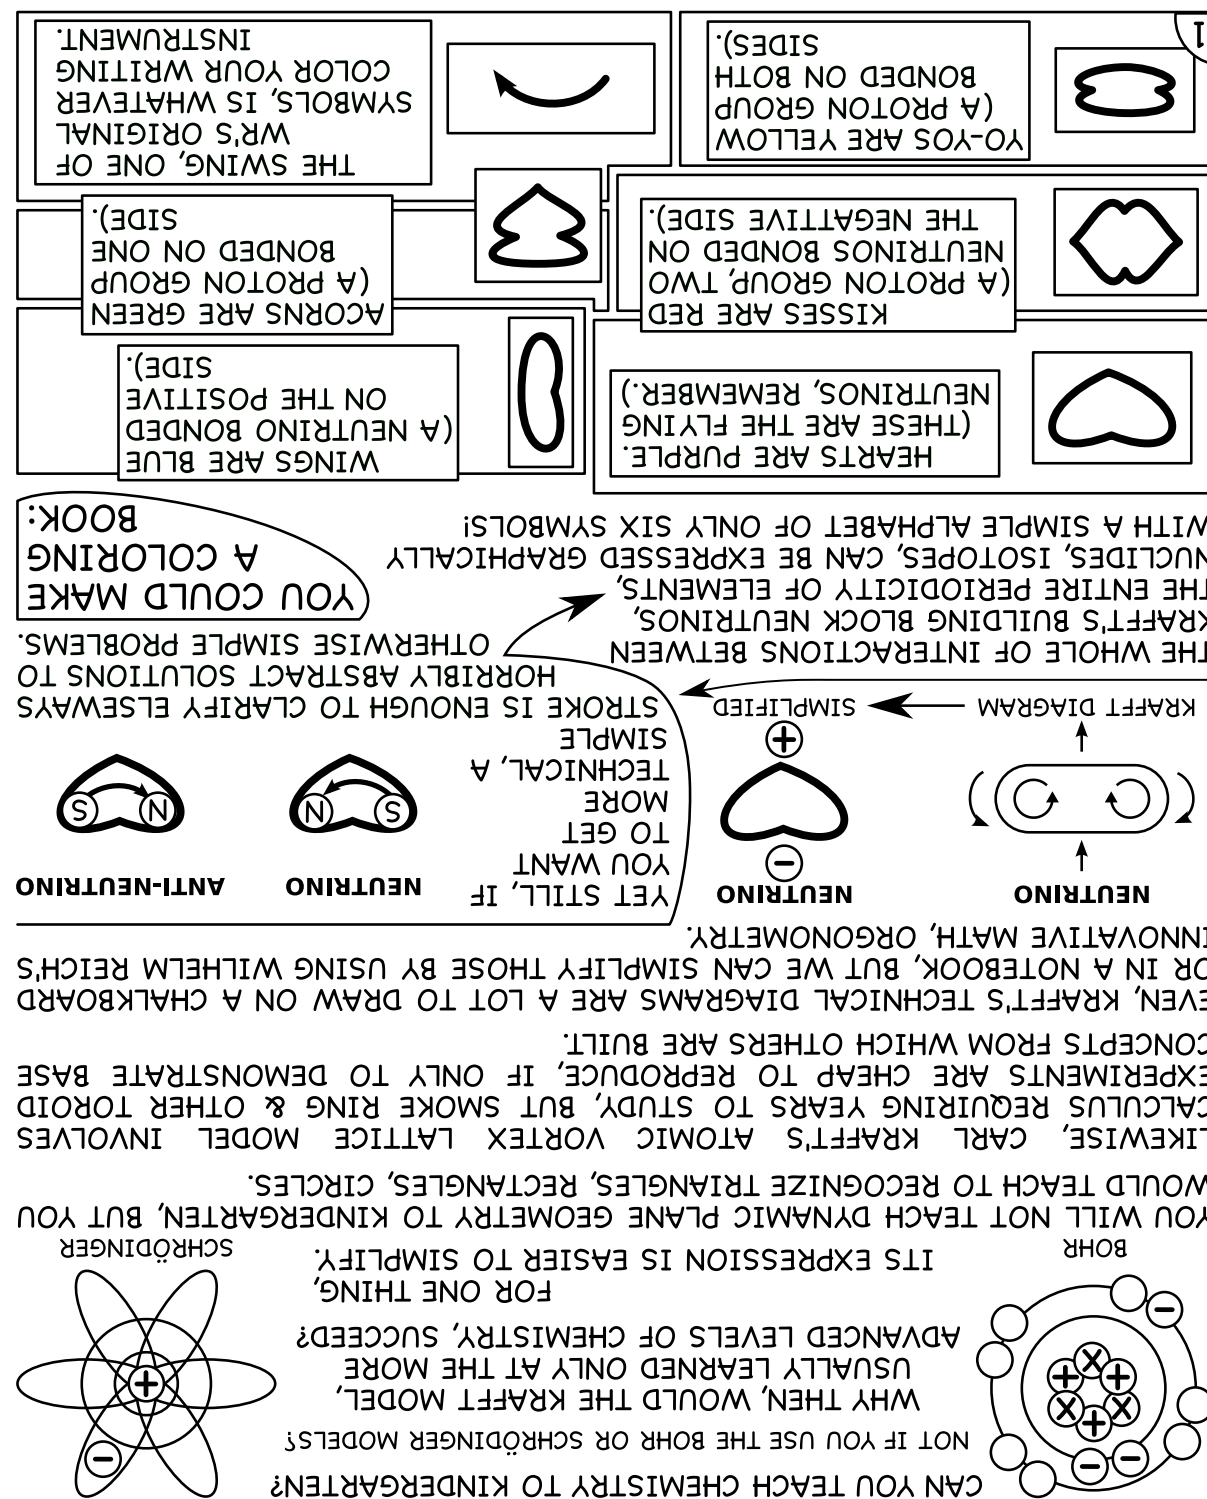 CAN YOU TEACH CHEMISTRY TO KINDERGARTEN?
NOT IF YOU USE THE BOHR OR SCHRÖDINGER MODELS?
WHY THEN, WOULD THE KRAFFT MODEL,
USUALLY LEARNED ONLY AT THE MORE
ADVANCED LEVELS OF CHEMISTRY, SUCCEED?
FOR ONE THING,
ITS EXPRESSION IS EASIER TO SIMPLIFY.
− −
X + X
+ X +
−
BOHR
−
+
SCHRÖDINGER
YOU WILL NOT TEACH DYNAMIC PLANE GEOMETRY TO KINDERGARTEN, BUT YOU
WOULD TEACH TO RECOGNIZE TRIANGLES, RECTANGLES, CIRCLES.
LIKEWISE, CARL KRAFFT'S ATOMIC VORTEX LATTICE MODEL INVOLVES
CALCULUS REQUIRING YEARS TO STUDY, BUT SMOKE RING & OTHER TOROID
EXPERIMENTS ARE CHEAP TO REPRODUCE, IF ONLY TO DEMONSTRATE BASE
CONCEPTS FROM WHICH OTHERS ARE BUILT.
EVEN, KRAFFT'S TECHNICAL DIAGRAMS ARE A LOT TO DRAW ON A CHALKBOARD
OR IN A NOTEBOOK, BUT WE CAN SIMPLIFY THOSE BY USING WILHELM REICH'S
INNOVATIVE MATH, ORGONOMETRY.
NEUTRINO
KRAFFT DIAGRAM
NEUTRINO
−
+
SIMPLIFIED
YET STILL, IF
YOU WANT
TO GET
MORE
TECHNICAL, A
SIMPLE
STROKE IS ENOUGH TO CLARIFY ELSEWAYS
HORRIBLY ABSTRACT SOLUTIONS TO
OTHERWISE SIMPLE PROBLEMS.
NEUTRINO
S N
ANTI-NEUTRINO
N S
THE WHOLE OF INTERACTIONS BETWEEN
KRAFFT'S BUILDING BLOCK NEUTRINOS,
THE ENTIRE PERIODICITY OF ELEMENTS,
NUCLIDES, ISOTOPES, CAN BE EXPRESSED GRAPHICALLY
WITH A SIMPLE ALPHABET OF ONLY SIX SYMBOLS!
YOU COULD MAKE
A COLORING
BOOK:
HEARTS ARE PURPLE.
(THESE ARE THE FLYING
NEUTRINOS, REMEMBER.)
WINGS ARE BLUE
(A NEUTRINO BONDED
ON THE POSITIVE
SIDE).
KISSES ARE RED
(A PROTON GROUP, TWO
NEUTRINOS BONDED ON
THE NEGATTIVE SIDE).
ACORNS ARE GREEN
(A PROTON GROUP
BONDED ON ONE
SIDE).
YO-YOS ARE YELLOW
(A PROTON GROUP
BONDED ON BOTH
SIDES).
THE SWING, ONE OF
WR'S ORIGINAL
SYMBOLS, IS, WHATEVER
COLOR YOUR WRITING
INSTRUMENT.
1